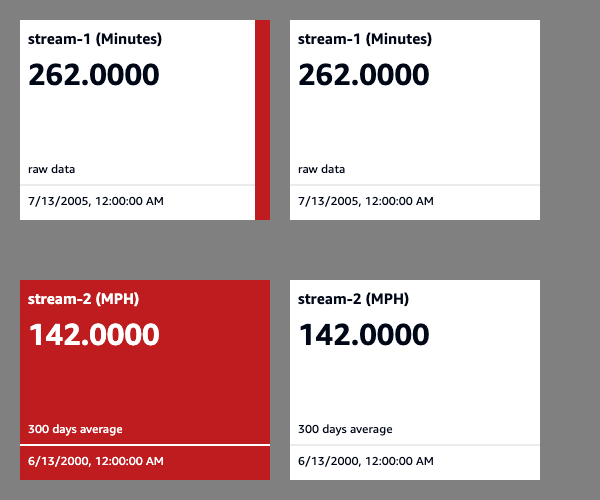 stream-1 (Minutes)
262.0000
raw data
7/13/2005, 12:00:00 AM
stream-1 (Minutes)
262.0000
raw data
7/13/2005, 12:00:00 AM
stream-2 (MPH)
142.0000
300 days average
6/13/2000, 12:00:00 AM
stream-2 (MPH)
142.0000
300 days average
6/13/2000, 12:00:00 AM